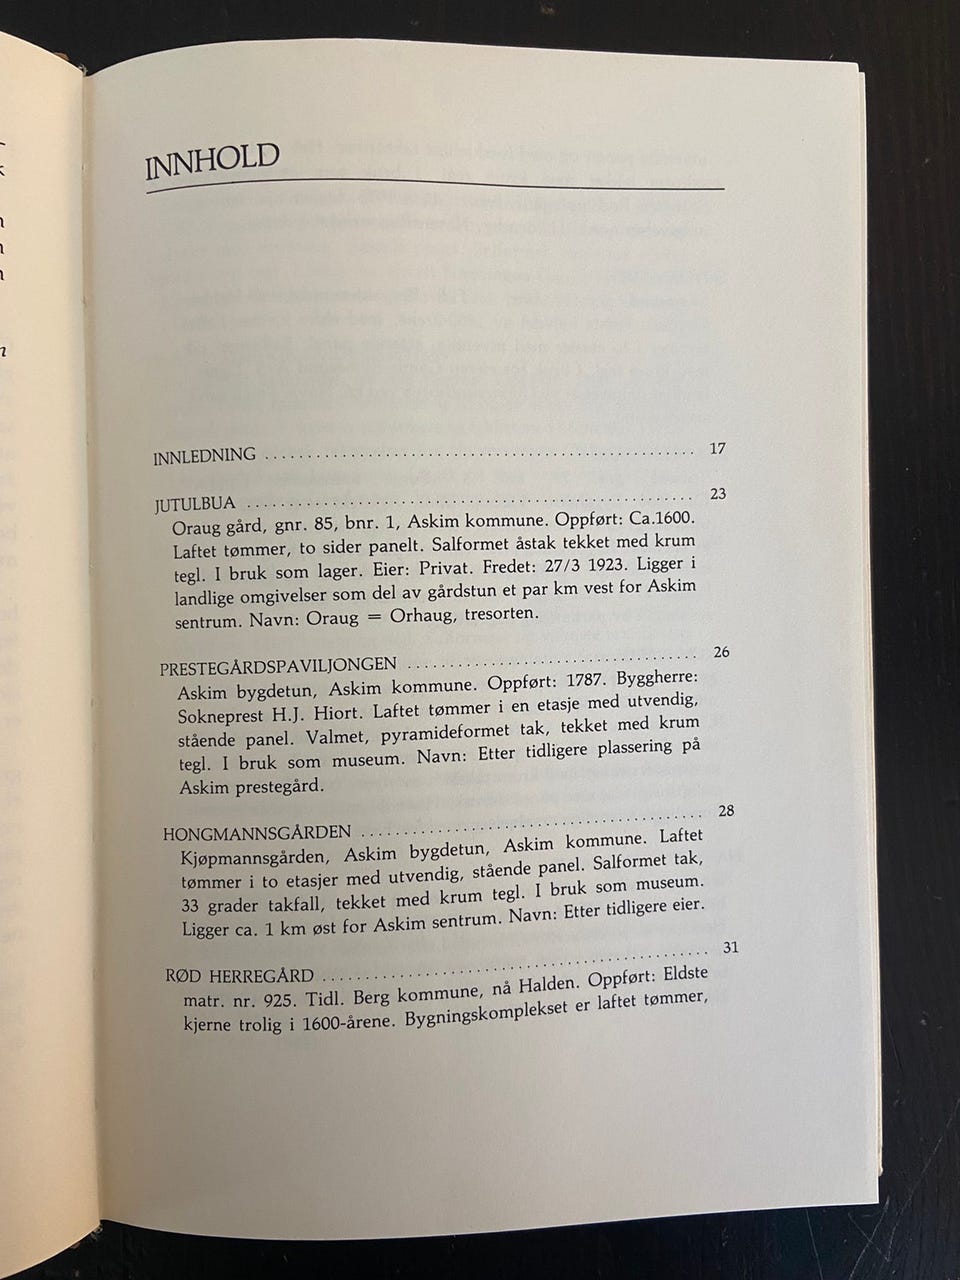 INNHOLD
INNLEDNING . . . . . . . . . . . . . . . . . . . . . . . . . . . . . . . . . . . . . . . . . . . . . . . . . . . . 17
JUTULBUA . . . . . . . . . . . . . . . . . . . . . . . . . . . . . . . . . . . . . . . . . . . . . . . . . . . . . . 23
Oraug gård, gnr. 85, bnr. 1, Askim kommune. Oppført: Ca.1600.
Laftet tømmer, to sider panelt. Salformet åstak tekket med krum
tegl. I bruk som lager. Eier: Privat. Fredet: 27/3 1923. Ligger i
landlige omgivelser som del av gårdstun et par km vest for Askim
sentrum. Navn: Oraug = Orhaug, tresorten.
PRESTEGÅRDSPAVILJONGEN . . . . . . . . . . . . . . . . . . . . . . . . . . . . . . . . . . . 26
Askim bygdetun, Askim kommune. Oppført: 1787. Byggherre:
Sokneprest H.J. Hiort. Laftet tømmer i en etasje med utvendig,
stående panel. Valmet, pyramideformet tak, tekket med krum
tegl. I bruk som museum. Navn: Etter tidligere plassering på
Askim prestegård.
HONGMANNSGÅRDEN . . . . . . . . . . . . . . . . . . . . . . . . . . . . . . . . . . . . . . . . . 28
Kjøpmannsgården, Askim bygdetun, Askim kommune. Laftet
tømmer i to etasjer med utvendig, stående panel. Salformet tak,
33 grader takfall, tekket med krum tegl. I bruk som museum.
Ligger ca. 1 km øst for Askim sentrum. Navn: Etter tidligere eier.
RØD HERREGÅRD . . . . . . . . . . . . . . . . . . . . . . . . . . . . . . . . . . . . . . . . . . . . . . 31
matr. nr. 925. Tidl. Berg kommune, nå Halden. Oppført: Eldste
kjerne trolig i 1600-årene. Bygningskomplekset er laftet tømmer,